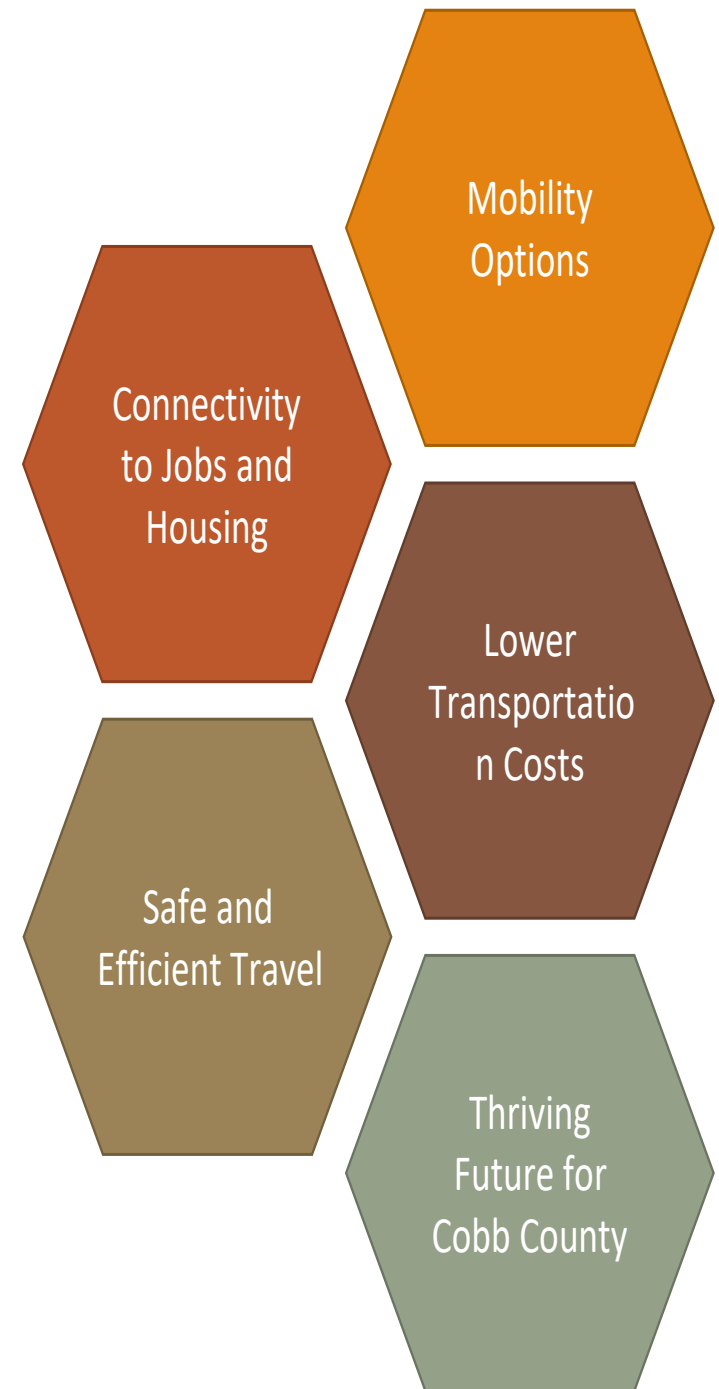 Mobility
Options
Connectivity
to Jobs and
Housing
Lower
Transportatio
n Costs
Safe and
Efficient Travel
Thriving
Future for
Cobb County